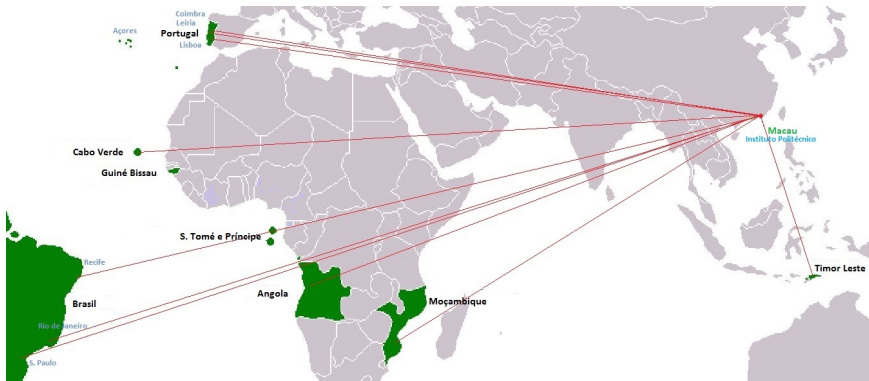 Coimbra
Leiria
Açores
Portugal
Lisboa
Macau
Instituto Politécnico
Cabo Verde
Guiné Bissau
S. Tomé e Príncipe
Recife
Timor Leste
Angola
Moçambique
Brasil
Rio de Janeiro
S. Paulo